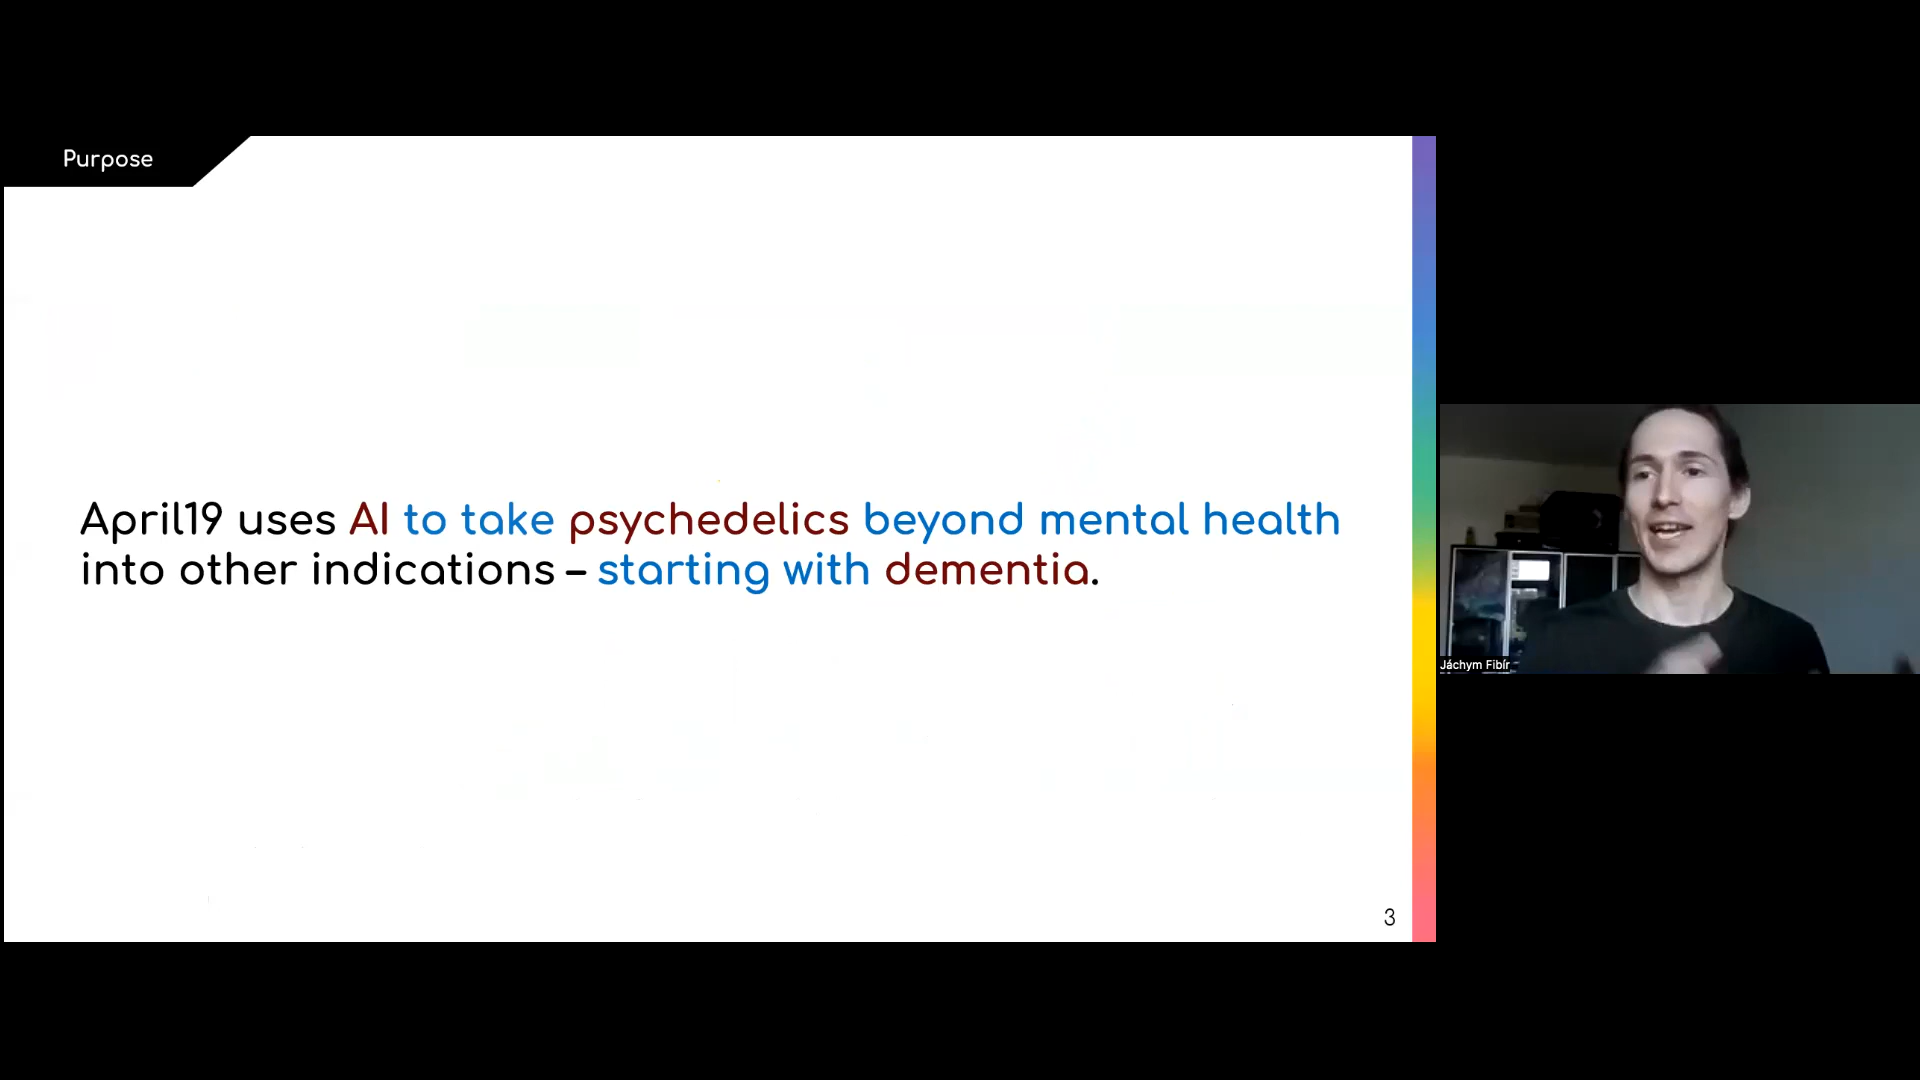 Purpose
April19 uses AI to take psychedelics beyond mental health
into other indications – starting with dementia.
3
Jáchym Fibír